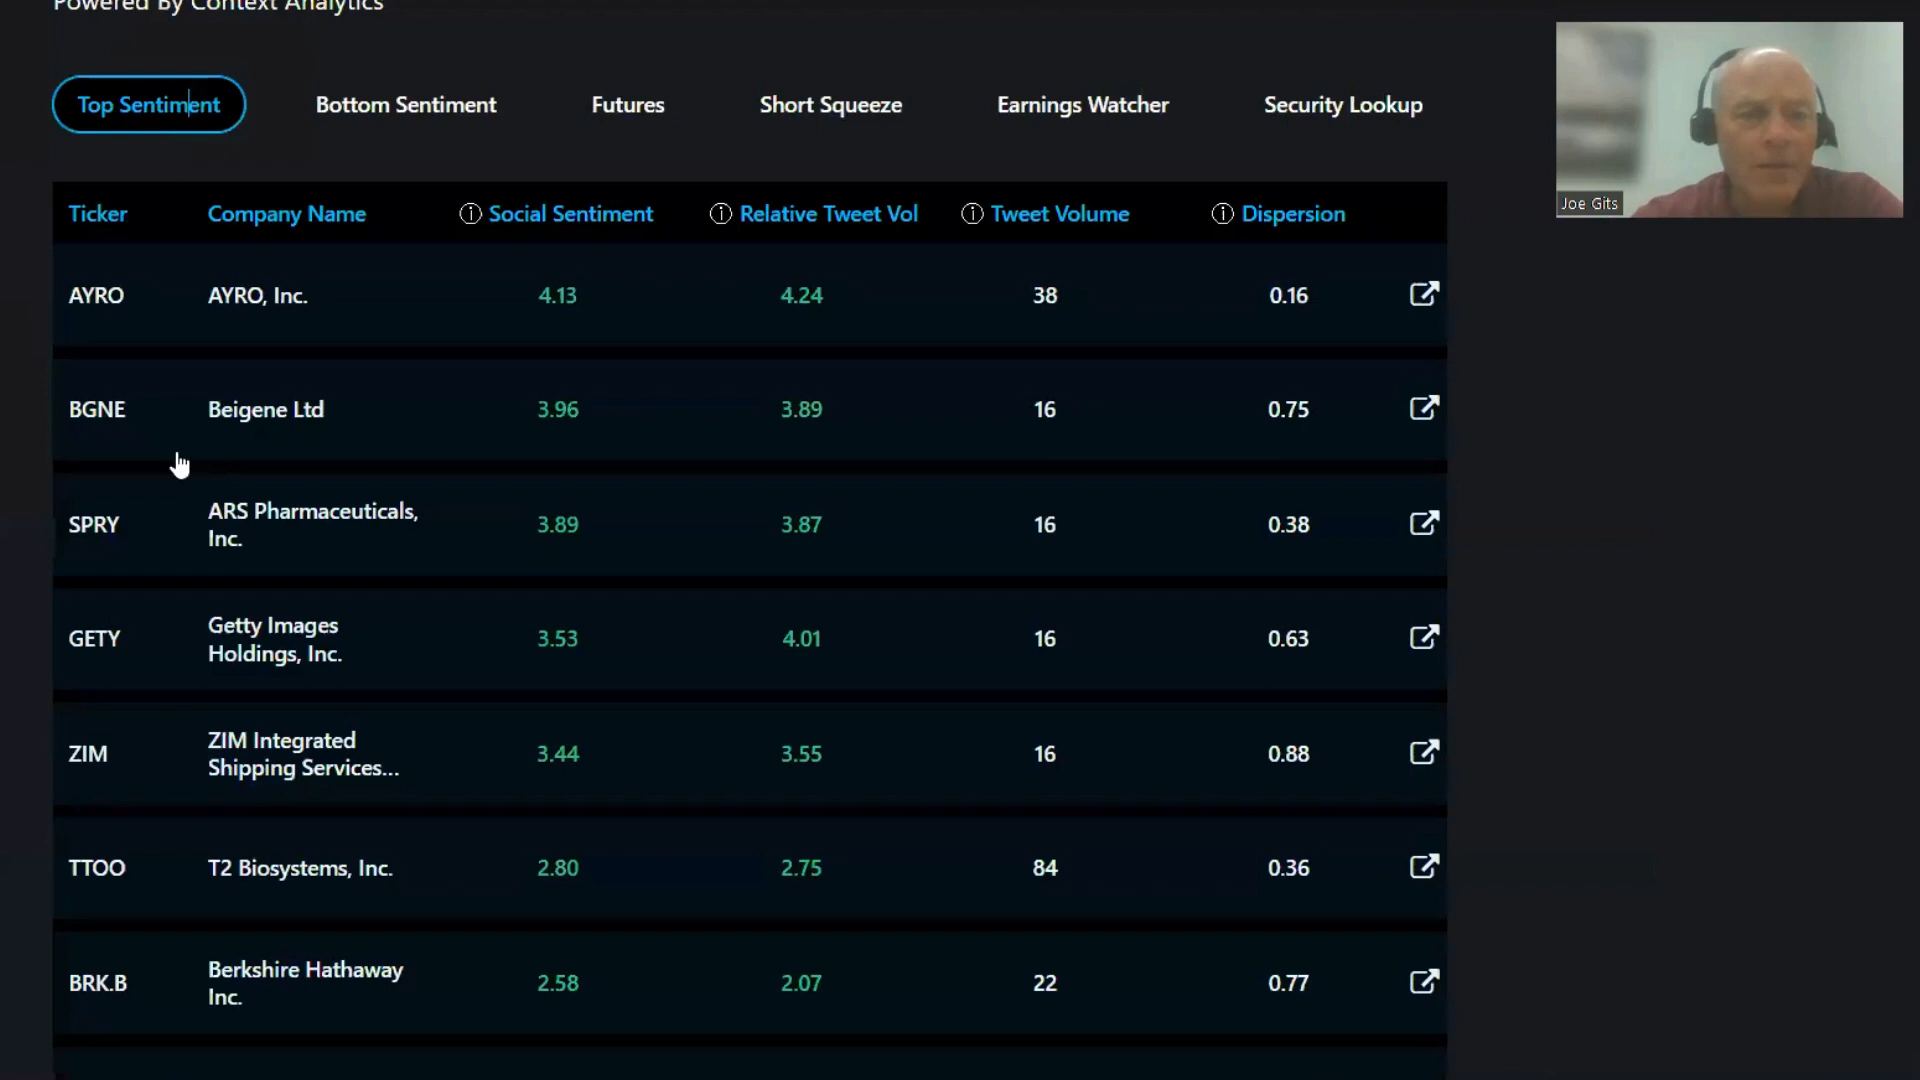 Powered By Context Analytics
Top Sentiment Bottom Sentiment Futures Short Squeeze Earnings Watcher Security Lookup
Joe Gits
Ticker Company Name Social Sentiment Relative Tweet Vol Tweet Volume Dispersion
AYRO AYRO, Inc. 4.13 4.24 38 0.16
BGNE Beigene Ltd 3.96 3.89 16 0.75
SPRY ARS Pharmaceuticals, 3.89 3.87 16 0.38
Inc.
GETY Getty Images 3.53 4.01 16 0.63
Holdings, Inc.
ZIM ZIM Integrated 3.44 3.55 16 0.88
Shipping Services...
TTOO T2 Biosystems, Inc. 2.80 2.75 84 0.36
BRK.B Berkshire Hathaway 2.58 2.07 22 0.77
Inc.